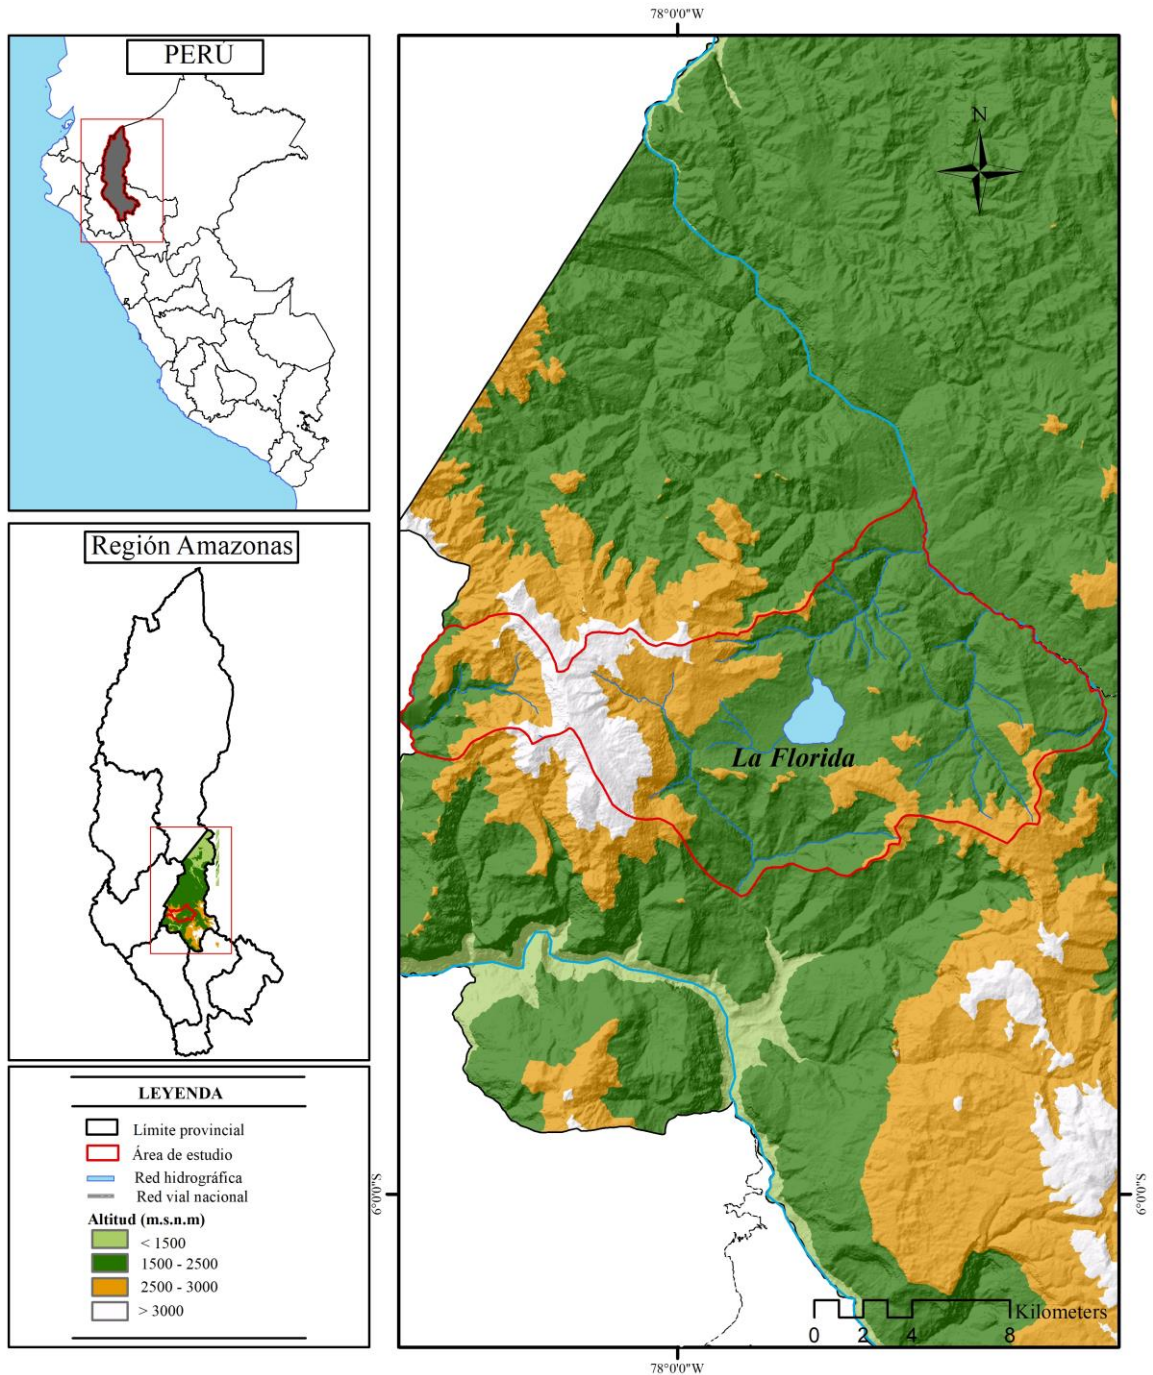 PERÚ
Región Amazonas
LEYENDA
Límite provincial
Área de estudio
Red hidrográfica
Red vial nacional
Altitud (m.s.n.m)
< 1500
1500 - 2500
2500 - 3000
> 3000
78°0'0"W
N
La Florida
6°0'0"S
6°0'0"S
Kilometers
0 2 4 8
78°0'0"W